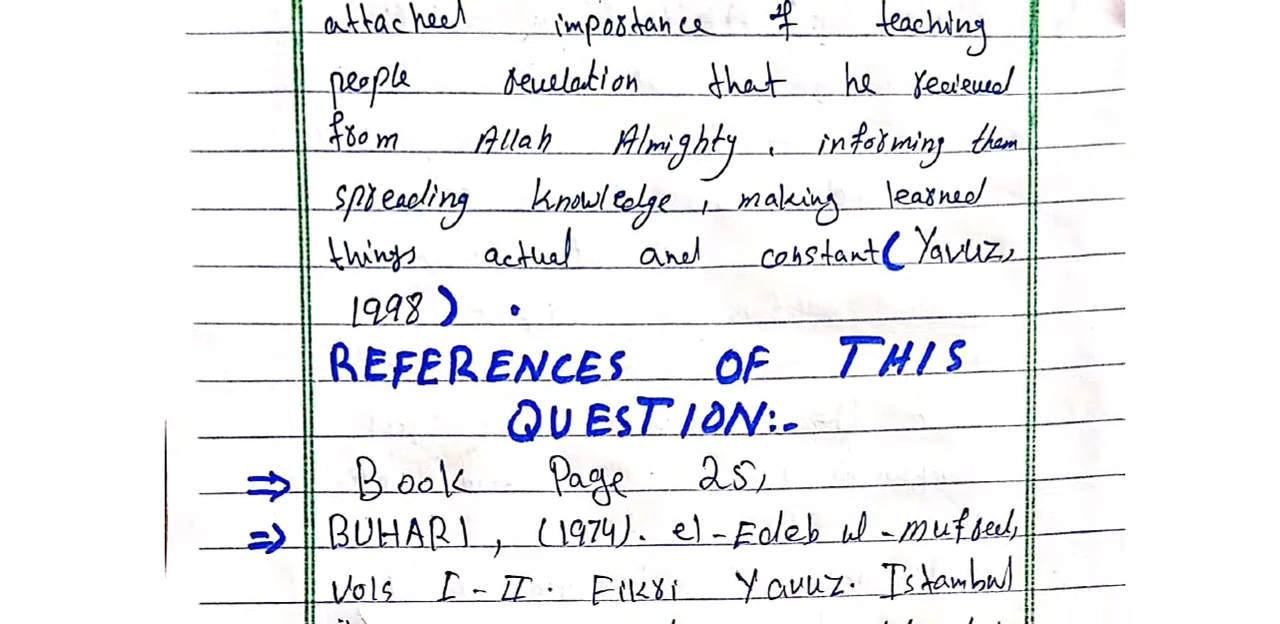 attached importance of teaching
people revelation that he recieved
from Allah Almighty, informing them
spreading knowledge, making learned
things actual and constant (Yavuz,
1998).
REFERENCES OF THIS
QUESTION:-
⇒ Book Page 25,
⇒ BUHARI, (1974). el-Edeb ul-mufred,
Vols I-II. Fikri Yavuz. Istambul